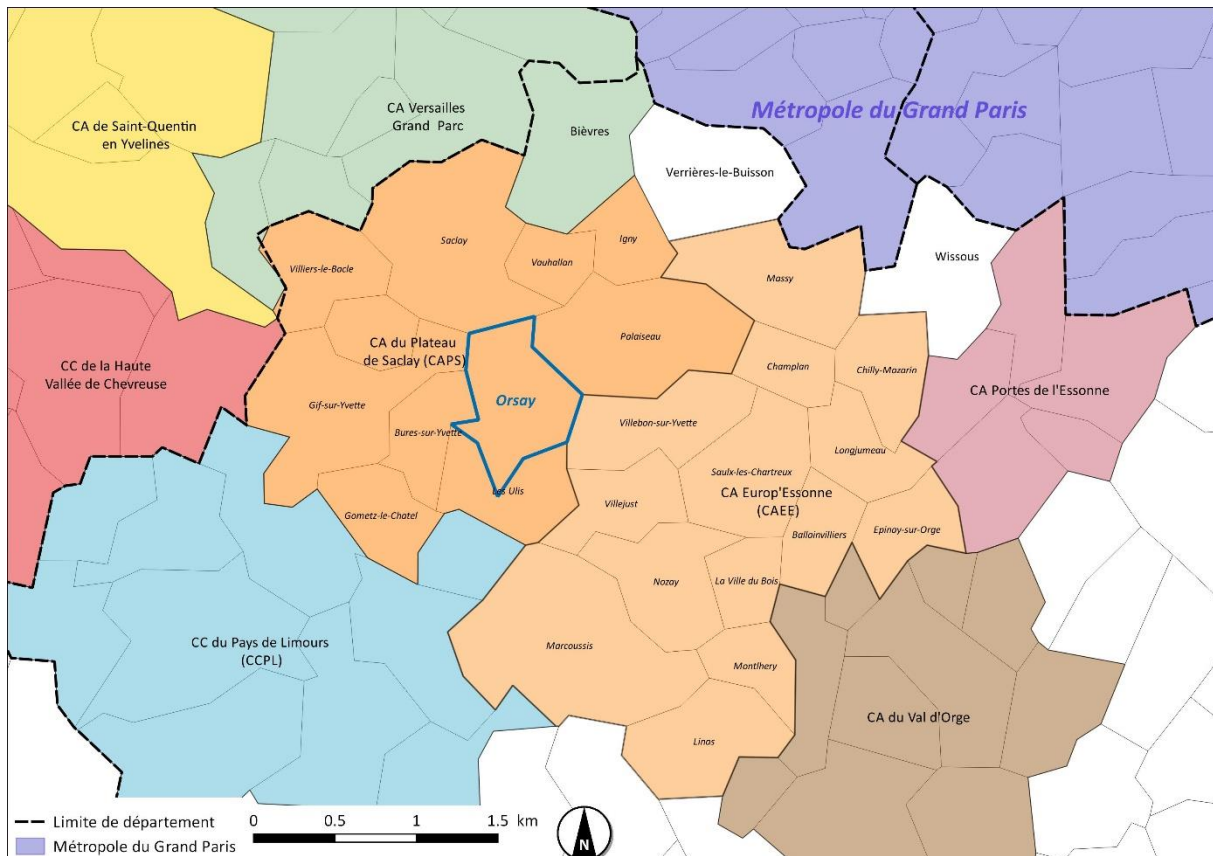 Métropole du Grand Paris
CA Versailles
Grand Parc
CA de Saint-Quentin
en Yvelines
Bièvres
Verrières-le-Buisson
Saclay
Igny
Vauhallan
Wissous
Villiers-le-Bacle
Massy
CA du Plateau
de Saclay (CAPS)
Palaiseau
CC de la Haute
Vallée de Chevreuse
Champlan
Chilly-Mazarin
CA Portes de l'Essonne
Orsay
Gif-sur-Yvette
Bures-sur-Yvette
Villebon-sur-Yvette
Longjumeau
Saulx-les-Chartreux
Les Ulis
Villejust
CA Europ'Essonne
(CAEE)
Gometz-le-Chatel
Ballainvilliers
Epinay-sur-Orge
Nozay
La Ville du Bois
CC du Pays de Limours
(CCPL)
Marcoussis
Montlhery
CA du Val d'Orge
Linas
Limite de département
Métropole du Grand Paris
0 0.5 1 1.5 km
N